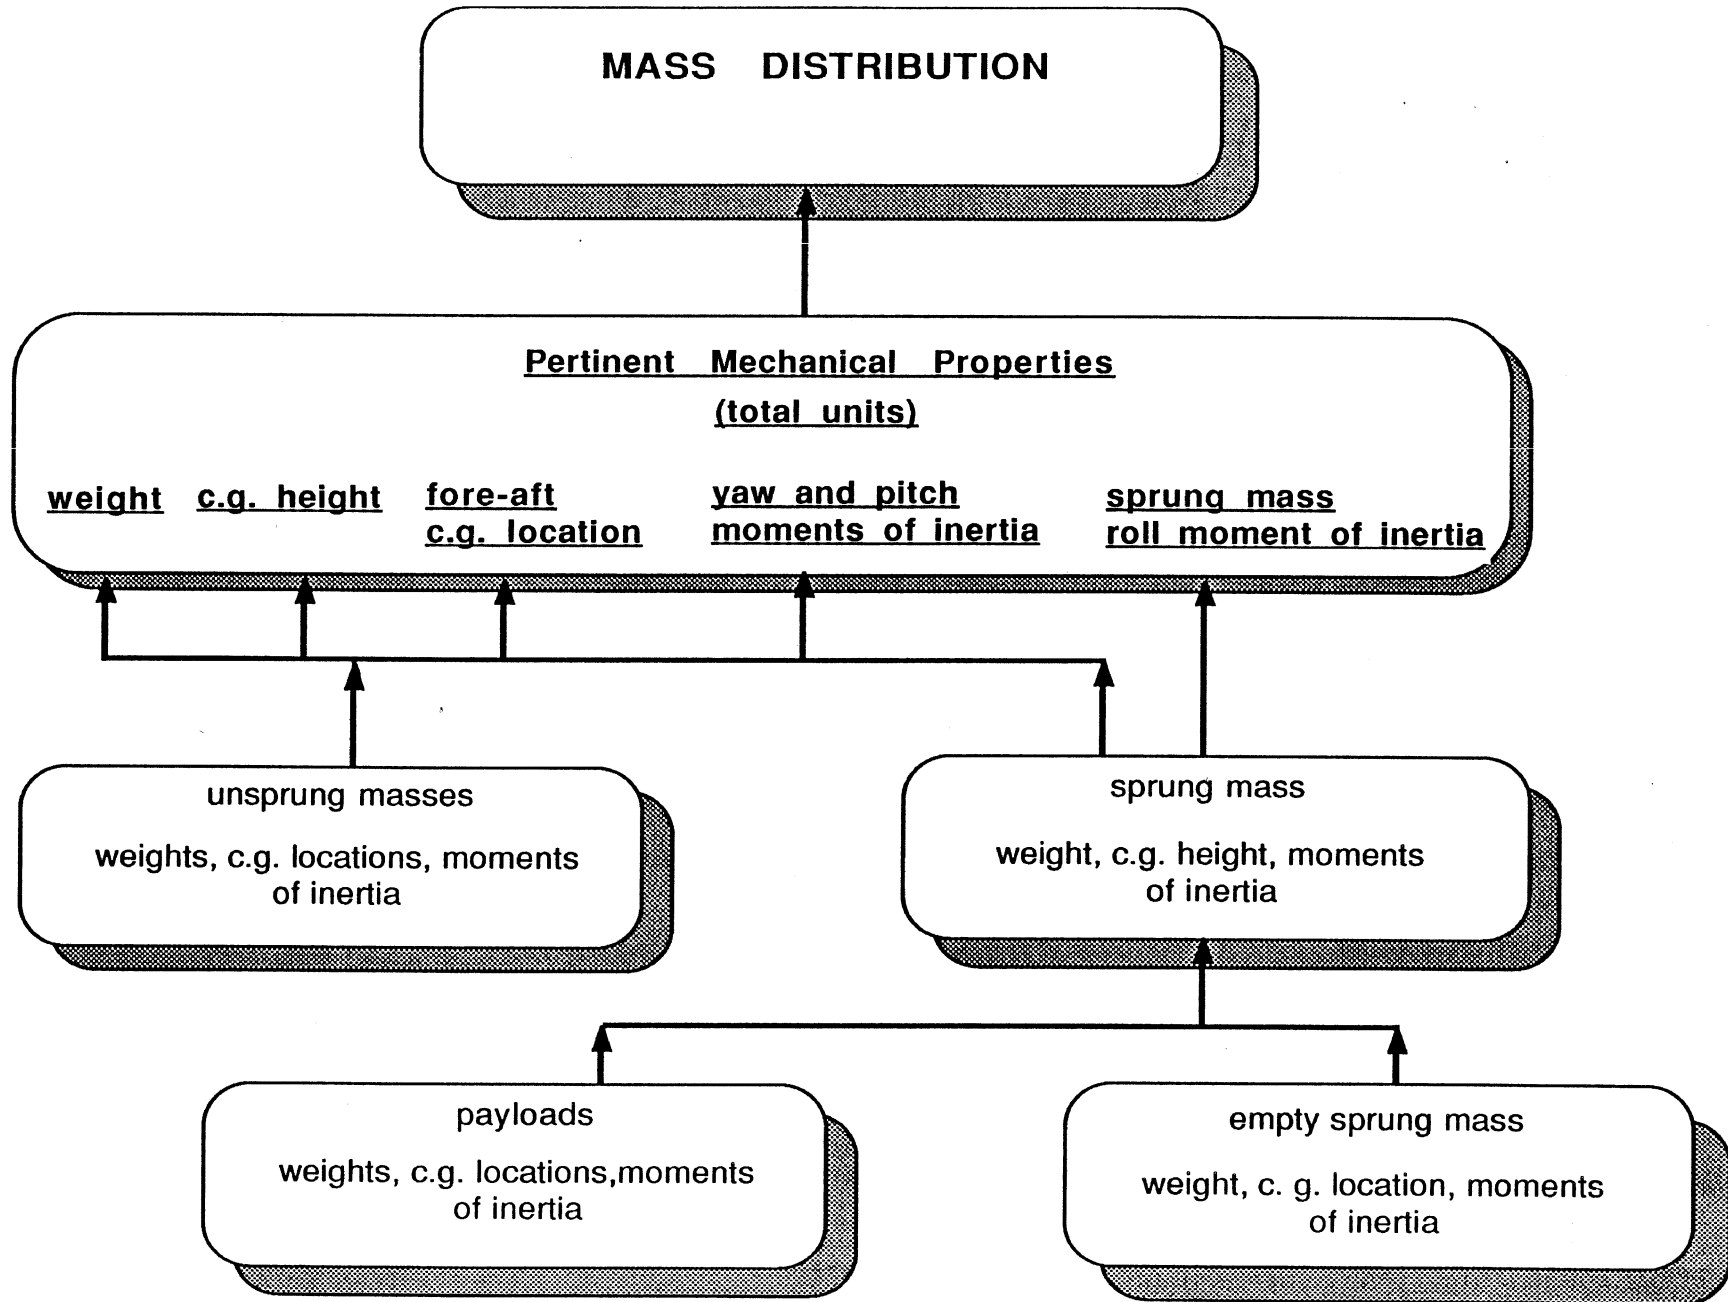 MASS DISTRIBUTION
Pertinent Mechanical Properties
(total units)
weight c.g. height fore-aft yaw and pitch sprung mass
c.g. location moments of inertia roll moment of inertia
unsprung masses
weights, c.g. locations, moments
of inertia
sprung mass
weight, c.g. height, moments
of inertia
payloads
weights, c.g. locations,moments
of inertia
empty sprung mass
weight, c. g. location, moments
of inertia